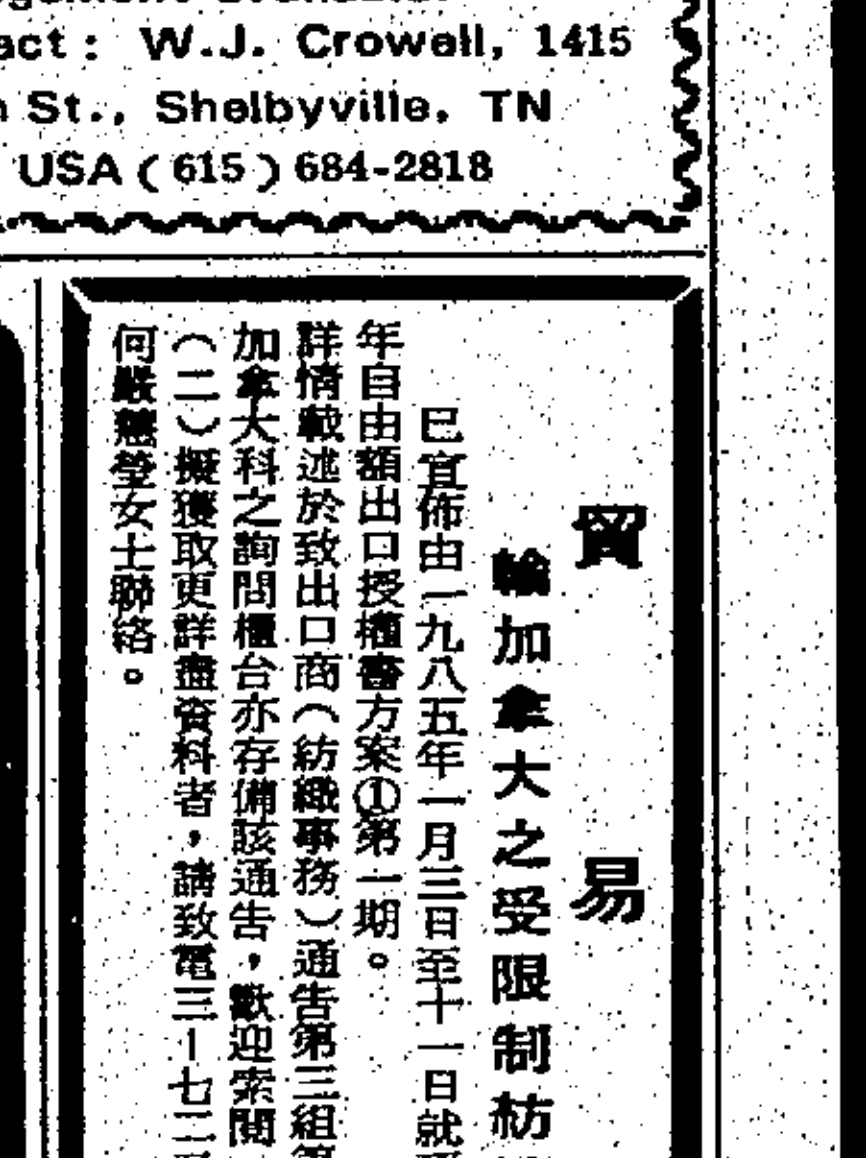 act: W.J. Crowell, 1415
St., Shelbyville, TN
USA (615) 684-2818
貿易
輸加拿大之受限制紡
已宣佈由一九八五年一月三日至十一日就
年自由額出口授權書方案①第一期。
詳情載述於致出口商(紡織事務)通告第三組第
加拿大科之詢問櫃台亦存備該通告,歡迎索閱
(二)擬獲取更詳盡資料者,請致電三-七二
何嚴 瑩女士聯絡。